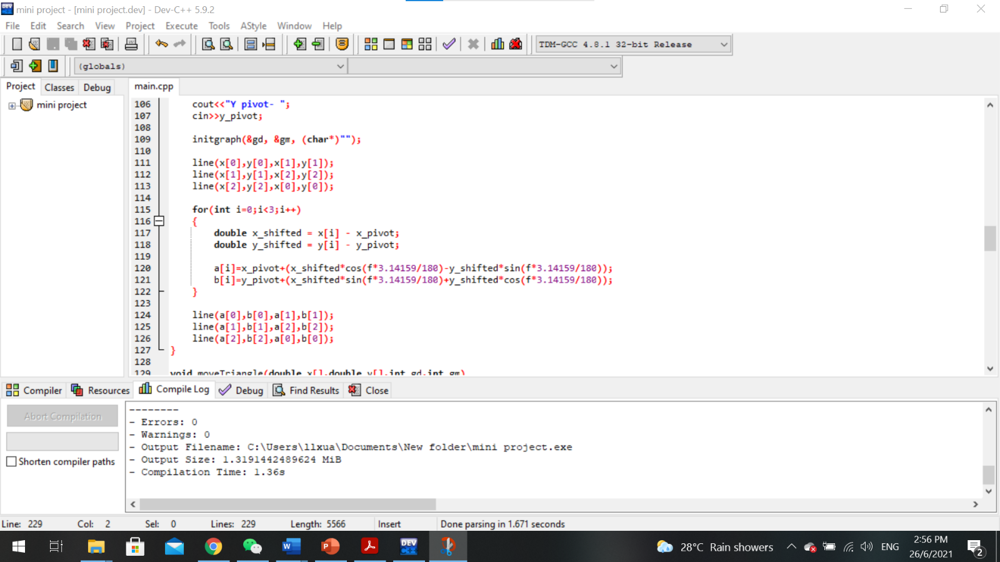 mini project - [mini project.dev] - Dev-C++ 5.9.2
File Edit Search View Project Execute Tools AStyle Window Help
TDM-GCC 4.8.1 32-bit Release
(globals)
Project Classes Debug main.cpp
mini project
106 cout<<"Y pivot- ";
107 cin>>y_pivot;
108
109 initgraph(&gd, &gm, (char*)"");
110
111 line(x[0],y[0],x[1],y[1]);
112 line(x[1],y[1],x[2],y[2]);
113 line(x[2],y[2],x[0],y[0]);
114
115 for(int i=0;i<3;i++)
116 {
117 double x_shifted = x[i] - x_pivot;
118 double y_shifted = y[i] - y_pivot;
119
120 a[i]=x_pivot+(x_shifted*cos(f*3.14159/180)-y_shifted*sin(f*3.14159/180));
121 b[i]=y_pivot+(x_shifted*sin(f*3.14159/180)+y_shifted*cos(f*3.14159/180));
122 }
123
124 line(a[0],b[0],a[1],b[1]);
125 line(a[1],b[1],a[2],b[2]);
126 line(a[2],b[2],a[0],b[0]);
127 }
128
129 void moveTriangle(double x[],double y[],int gd,int gm)
Compiler Resources Compile Log Debug Find Results Close
Abort Compilation
Shorten compiler paths
--------
- Errors: 0
- Warnings: 0
- Output Filename: C:\Users\llxua\Documents\New folder\mini project.exe
- Output Size: 1.3191442489624 MiB
- Compilation Time: 1.36s
Line: 229 Col: 2 Sel: 0 Lines: 229 Length: 5566 Insert Done parsing in 1.671 seconds
DEV C++
28°C Rain showers
ENG
2:56 PM
26/6/2021
2